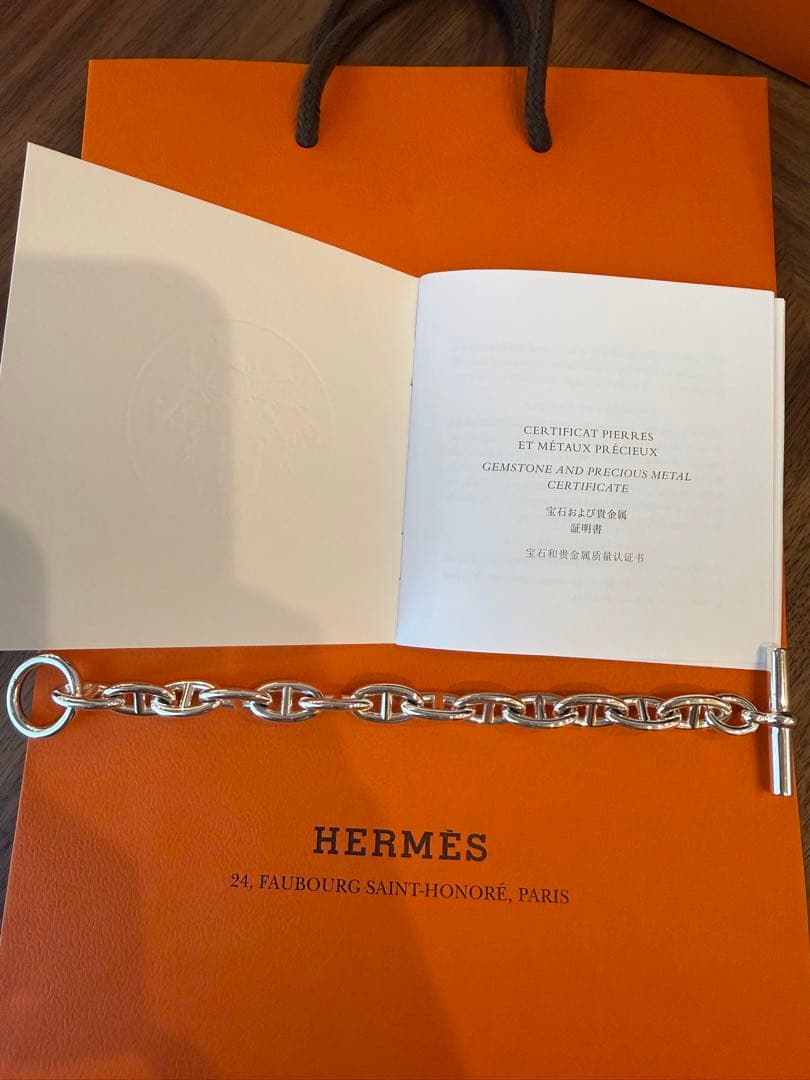 CERTIFICAT PIERRES
ET MÉTAUX PRÉCIEUX
GEMSTONE AND PRECIOUS METAL
CERTIFICATE
宝石および貴金属
証明書
宝石和贵金属质量认证书
HERMÈS
24, FAUBOURG SAINT-HONORÉ, PARIS